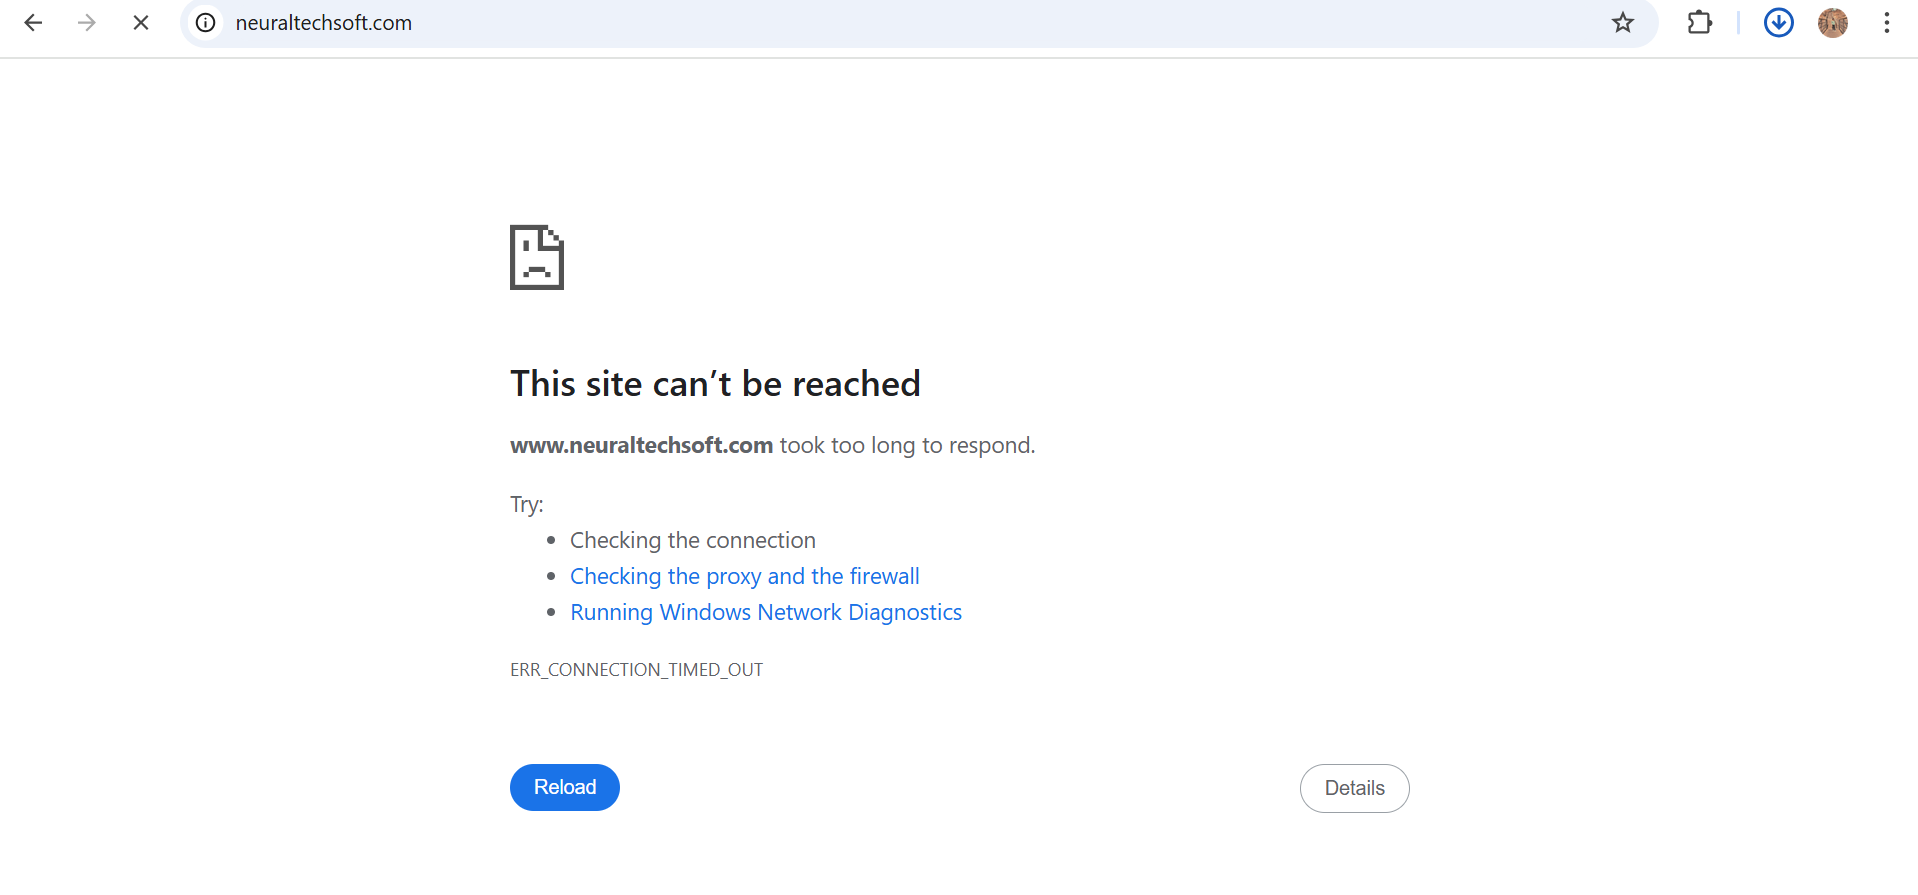 neuraltechsoft.com
This site can’t be reached
www.neuraltechsoft.com took too long to respond.
Try:
Checking the connection
Checking the proxy and the firewall
Running Windows Network Diagnostics
ERR_CONNECTION_TIMED_OUT
Reload
Details